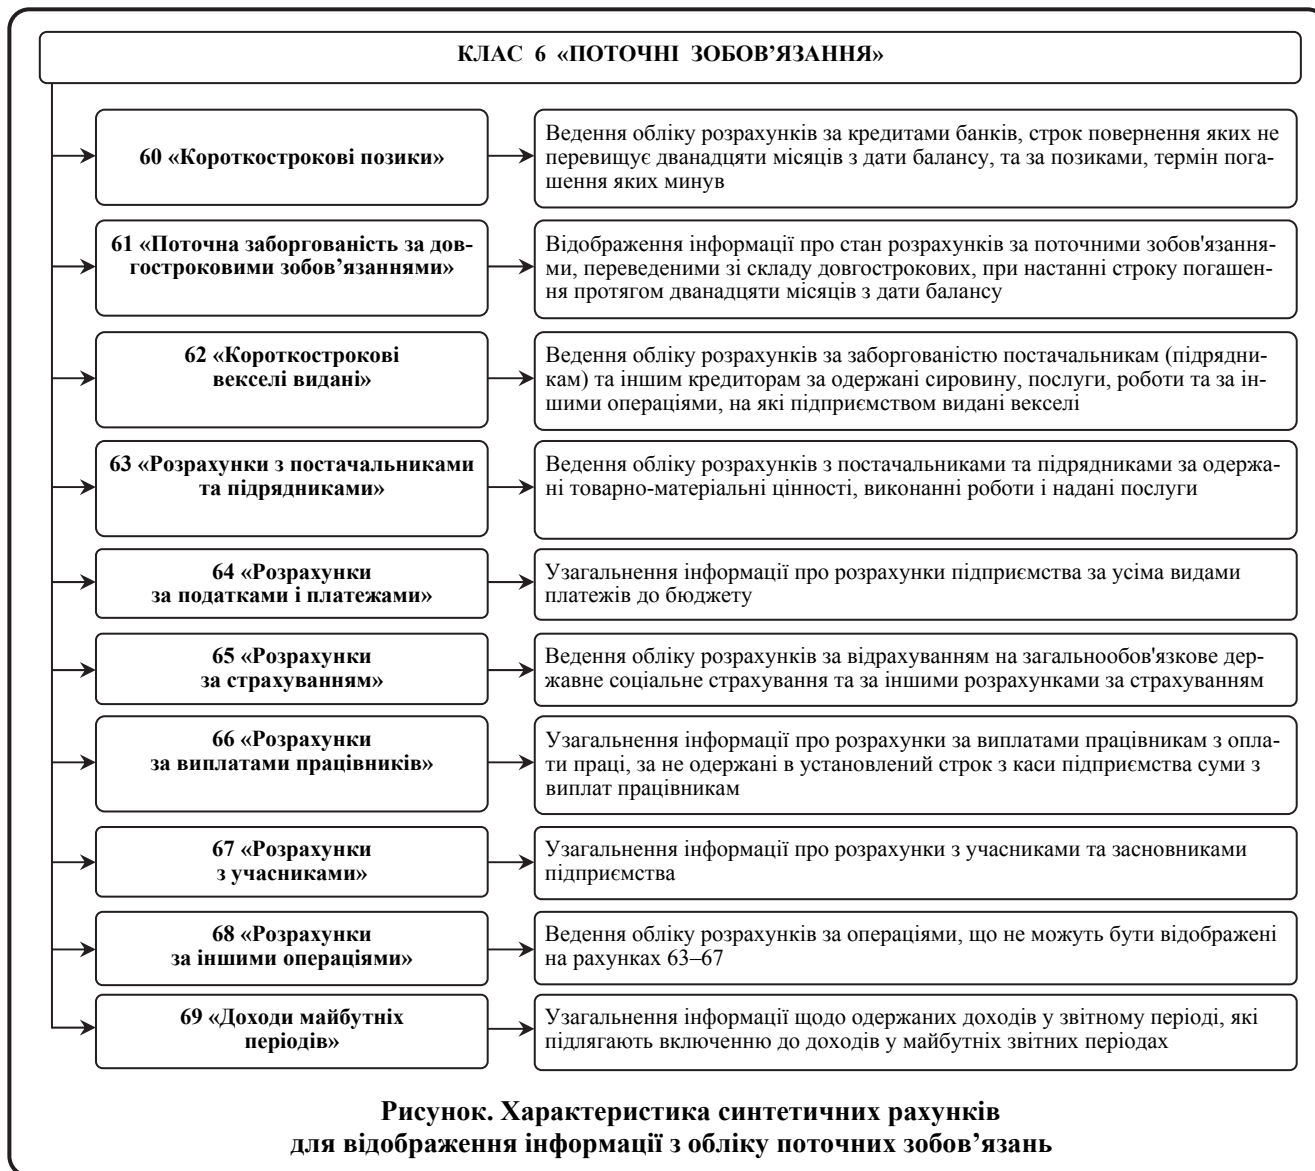 КЛАС 6 «ПОТОЧНІ ЗОБОВ’ЯЗАННЯ»
60 «Короткострокові позики»
Ведення обліку розрахунків за кредитами банків, строк повернення яких не
перевищує дванадцяти місяців з дати балансу, та за позиками, термін пога-
шення яких минув
61 «Поточна заборгованість за дов-
гостроковими зобов’язаннями»
Відображення інформації про стан розрахунків за поточними зобов'язання-
ми, переведеними зі складу довгострокових, при настанні строку погашен-
ня протягом дванадцяти місяців з дати балансу
62 «Короткострокові
векселі видані»
Ведення обліку розрахунків за заборгованістю постачальникам (підрядни-
кам) та іншим кредиторам за одержані сировину, послуги, роботи та за ін-
шими операціями, на які підприємством видані векселі
63 «Розрахунки з постачальниками
та підрядниками»
Ведення обліку розрахунків з постачальниками та підрядниками за одержа-
ні товарно-матеріальні цінності, виконанні роботи і надані послуги
64 «Розрахунки
за податками і платежами»
Узагальнення інформації про розрахунки підприємства за усіма видами
платежів до бюджету
65 «Розрахунки
за страхуванням»
Ведення обліку розрахунків за відрахуванням на загальнообов'язкове дер-
жавне соціальне страхування та за іншими розрахунками за страхуванням
66 «Розрахунки
за виплатами працівників»
Узагальнення інформації про розрахунки за виплатами працівникам з опла-
ти праці, за не одержані в установлений строк з каси підприємства суми з
виплат працівникам
67 «Розрахунки
з учасниками»
Узагальнення інформації про розрахунки з учасниками та засновниками
підприємства
68 «Розрахунки
за іншими операціями»
Ведення обліку розрахунків за операціями, що не можуть бути відображені
на рахунках 63–67
69 «Доходи майбутніх
періодів»
Узагальнення інформації щодо одержаних доходів у звітному періоді, які
підлягають включенню до доходів у майбутніх звітних періодах
Рисунок. Характеристика синтетичних рахунків
для відображення інформації з обліку поточних зобов’язань